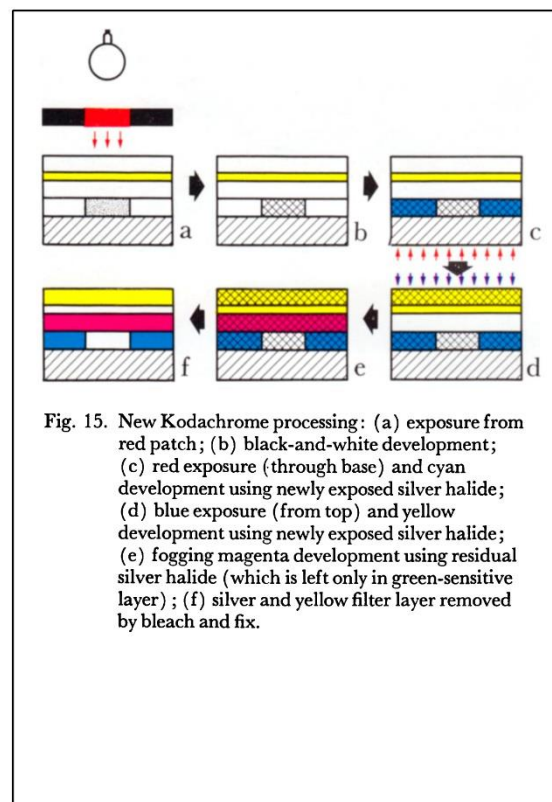 a
b
c
f
e
d
Fig. 15. New Kodachrome processing: (a) exposure from
red patch; (b) black-and-white development;
(c) red exposure (through base) and cyan
development using newly exposed silver halide;
(d) blue exposure (from top) and yellow
development using newly exposed silver halide;
(e) fogging magenta development using residual
silver halide (which is left only in green-sensitive
layer); (f) silver and yellow filter layer removed
by bleach and fix.